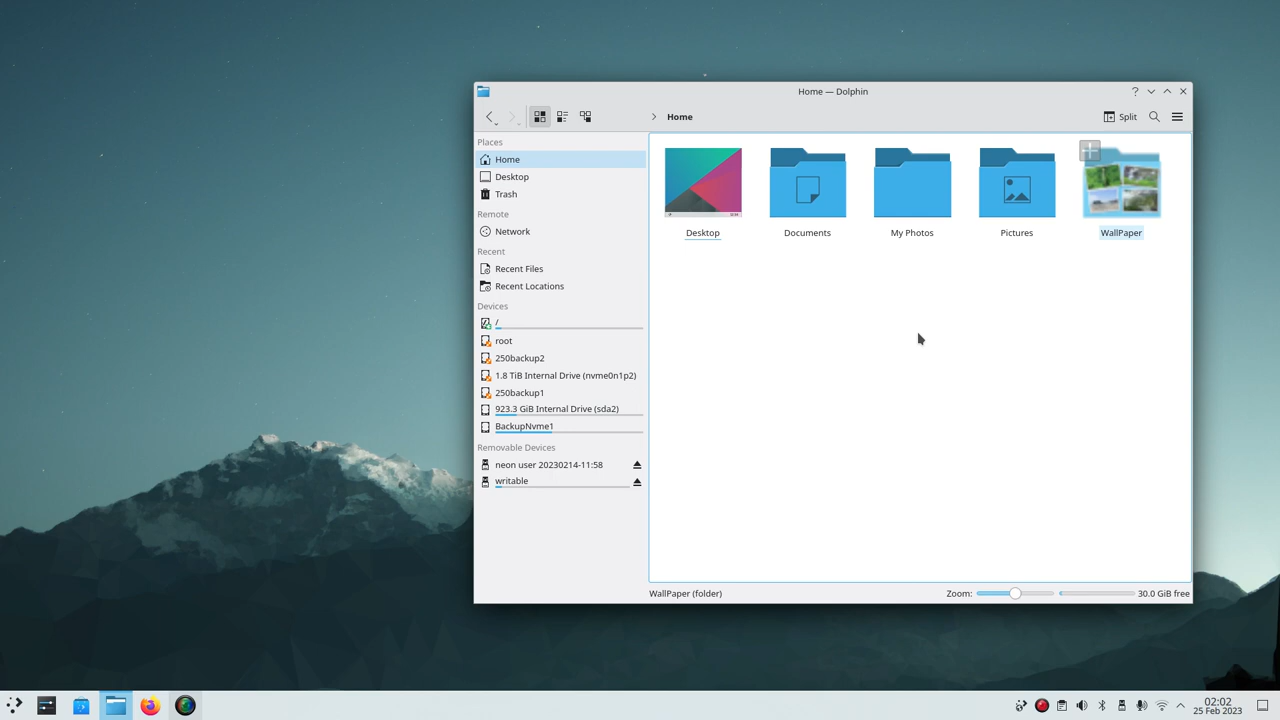 Home — Dolphin
Split
Home
Places
Home
Desktop
Trash
Remote
Network
Recent
Recent Files
Recent Locations
Devices
/
root
250backup2
1.8 TiB Internal Drive (nvme0n1p2)
250backup1
923.3 GiB Internal Drive (sda2)
BackupNvme1
Removable Devices
neon user 20230214-11:58
writable
Desktop
Documents
My Photos
Pictures
WallPaper
WallPaper (folder)
Zoom:
30.0 GiB free
02:02
25 Feb 2023